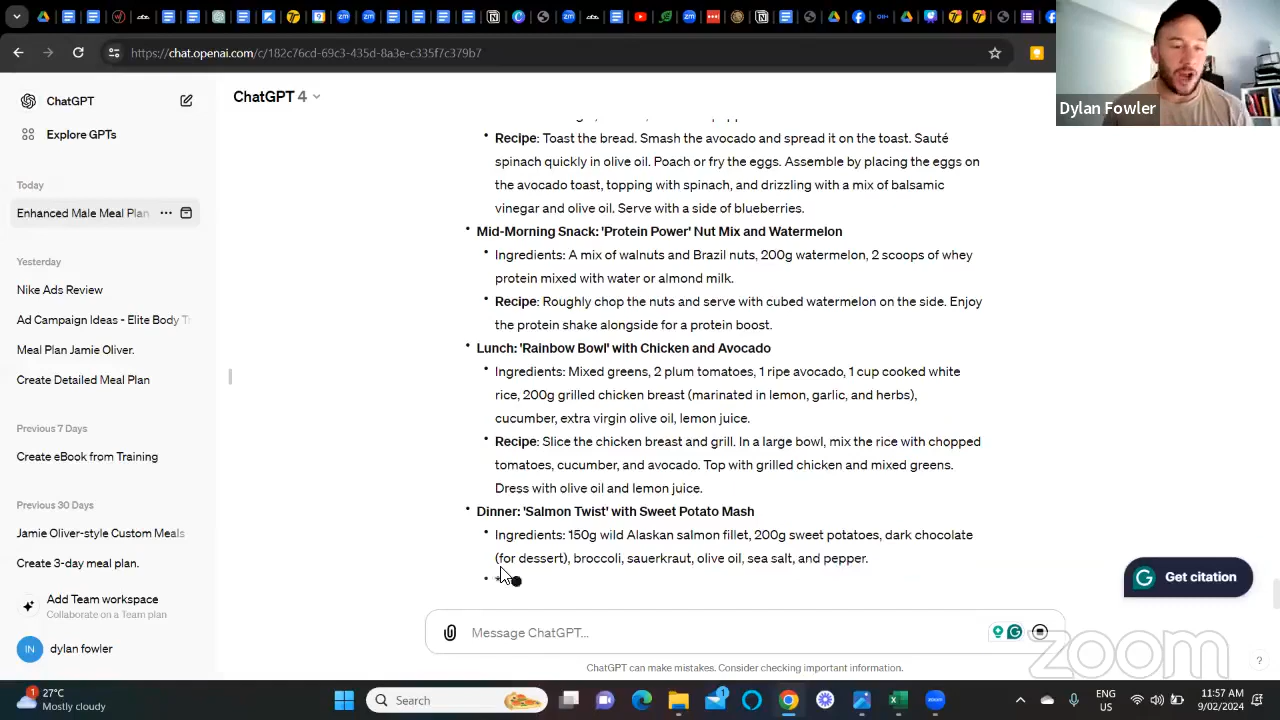 https://chat.openai.com/c/182c76cd-69c3-435d-8a3e-c335f7c379b7
Dylan Fowler
ChatGPT
ChatGPT 4
Explore GPTs
Today
Enhanced Male Meal Plan
Yesterday
Nike Ads Review
Ad Campaign Ideas - Elite Body Tr
Meal Plan Jamie Oliver.
Create Detailed Meal Plan
Previous 7 Days
Create eBook from Training
Previous 30 Days
Jamie Oliver-style Custom Meals
Create 3-day meal plan.
Add Team workspace
Collaborate on a Team plan
IN dylan fowler
Recipe: Toast the bread. Smash the avocado and spread it on the toast. Sauté
spinach quickly in olive oil. Poach or fry the eggs. Assemble by placing the eggs on
the avocado toast, topping with spinach, and drizzling with a mix of balsamic
vinegar and olive oil. Serve with a side of blueberries.
Mid-Morning Snack: 'Protein Power' Nut Mix and Watermelon
Ingredients: A mix of walnuts and Brazil nuts, 200g watermelon, 2 scoops of whey
protein mixed with water or almond milk.
Recipe: Roughly chop the nuts and serve with cubed watermelon on the side. Enjoy
the protein shake alongside for a protein boost.
Lunch: 'Rainbow Bowl' with Chicken and Avocado
Ingredients: Mixed greens, 2 plum tomatoes, 1 ripe avocado, 1 cup cooked white
rice, 200g grilled chicken breast (marinated in lemon, garlic, and herbs),
cucumber, extra virgin olive oil, lemon juice.
Recipe: Slice the chicken breast and grill. In a large bowl, mix the rice with chopped
tomatoes, cucumber, and avocado. Top with grilled chicken and mixed greens.
Dress with olive oil and lemon juice.
Dinner: 'Salmon Twist' with Sweet Potato Mash
Ingredients: 150g wild Alaskan salmon fillet, 200g sweet potatoes, dark chocolate
(for dessert), broccoli, sauerkraut, olive oil, sea salt, and pepper.
Get citation
Message ChatGPT...
ChatGPT can make mistakes. Consider checking important information.
zoom
?
1
27°C
Mostly cloudy
Search
1
zoom
ENG
US
11:57 AM
9/02/2024